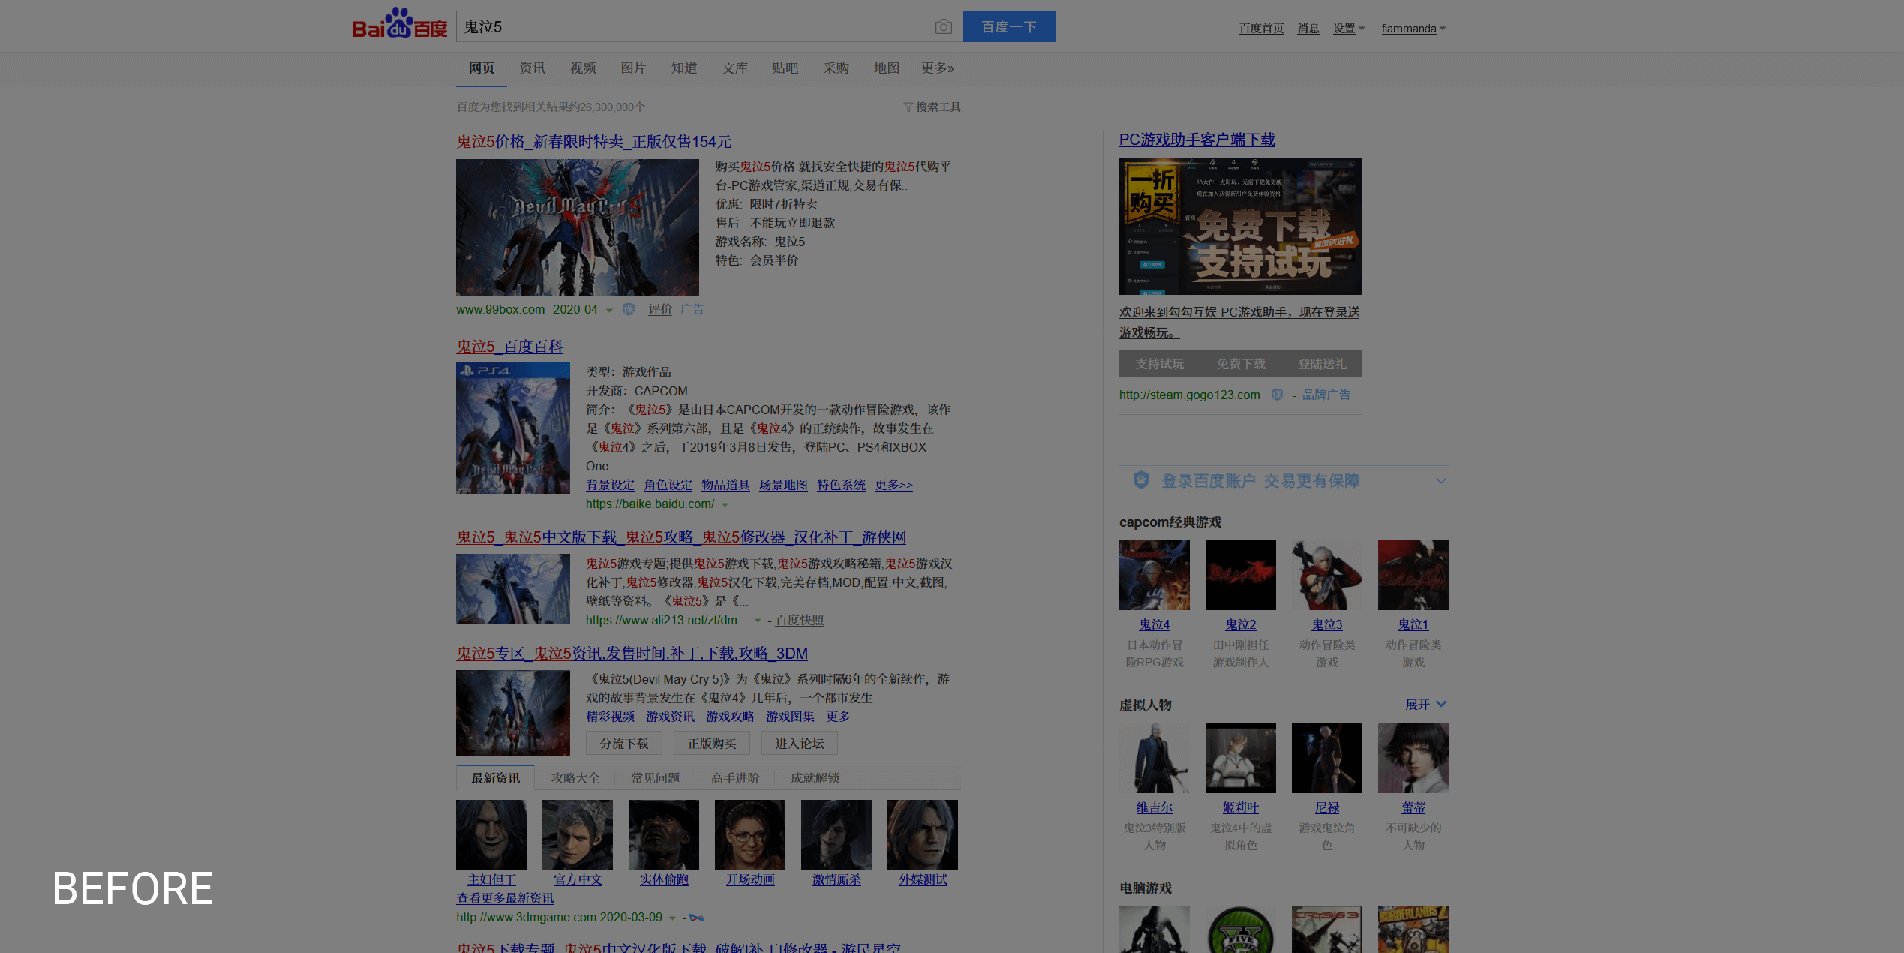 Baidu百度
鬼泣5
百度一下
百度首页 消息 设置 fiammanda
网页 资讯 视频 图片 知道 文库 贴吧 采购 地图 更多»
百度为您找到相关结果约26,300,000个
搜索工具
鬼泣5价格_新春限时特卖_正版仅售154元
Devil May Cry 5
购买鬼泣5价格 就找安全快捷的鬼泣5代购平
台-PC游戏管家,渠道正规,交易有保..
优惠: 限时7折特卖
售后: 不能玩立即退款
游戏名称: 鬼泣5
特色: 会员半价
www.99box.com 2020-04 评价 广告
鬼泣5_百度百科
PS4
类型：游戏作品
开发商：CAPCOM
简介：《鬼泣5》是由日本CAPCOM开发的一款动作冒险游戏，该作
是《鬼泣》系列第六部，且是《鬼泣4》的正统续作，故事发生在
《鬼泣4》之后，于2019年3月8日发售，登陆PC、PS4和XBOX
One
背景设定 角色设定 物品道具 场景地图 特色系统 更多>>
https://baike.baidu.com/
鬼泣5_鬼泣5中文版下载_鬼泣5攻略_鬼泣5修改器_汉化补丁_游侠网
鬼泣5游戏专题;提供鬼泣5游戏下载,鬼泣5游戏攻略秘籍,鬼泣5游戏汉
化补丁,鬼泣5修改器,鬼泣5汉化下载,完美存档,MOD,配置,中文,截图,
壁纸等资料。《鬼泣5》是《...
https://www.ali213.net/zt/dm - 百度快照
鬼泣5专区_鬼泣5资讯,发售时间,补丁,下载,攻略_3DM
《鬼泣5(Devil May Cry 5)》为《鬼泣》系列时隔6年的全新续作，游
戏的故事背景发生在《鬼泣4》几年后，一个都市发生
精彩视频 游戏资讯 游戏攻略 游戏图集 更多
分流下载 正版购买 进入论坛
最新资讯 攻略大全 常见问题 高手进阶 成就解锁
主妇但丁 官方中文 实体偷跑 开场动画 激情厮杀 外媒测试
查看更多最新资讯
http://www.3dmgame.com 2020-03-09 -
鬼泣5下载专题_鬼泣5中文汉化版下载_破解补丁修改器 - 游民星空
PC游戏助手客户端下载
一折
购买
免费下载
支持试玩
欢迎来到勾勾互娱-PC游戏助手，现在登录送
游戏畅玩。
支持试玩 免费下载 登陆送礼
http://steam.gogo123.com - 品牌广告
登录百度账户 交易更有保障
capcom经典游戏
鬼泣4 鬼泣2 鬼泣3 鬼泣1
日本动作冒 田中刚担任 动作冒险类 动作冒险类
险RPG游戏 游戏制作人 游戏 游戏
虚拟人物 展开
维吉尔 姬莉叶 尼禄 蕾蒂
鬼泣3特别版 鬼泣4中的虚 游戏鬼泣角 不可缺少的
人物 拟角色 色 人物
电脑游戏
FIVE
CRYSIS 3
BORDERLANDS 2
BEFORE